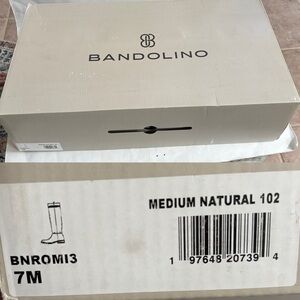 BANDOLINO
MEDIUM NATURAL 102
BNROMI3
7M
1 97648 20739 4